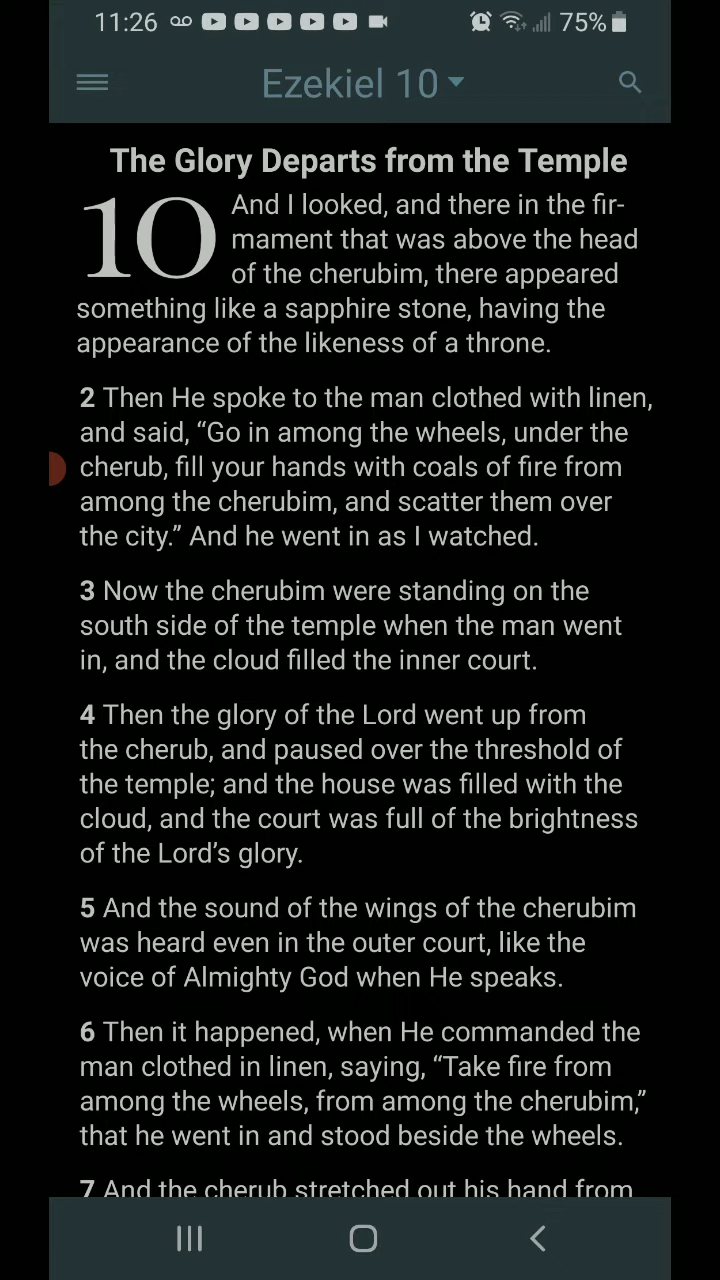 11:26 75%
Ezekiel 10
The Glory Departs from the Temple
10 And I looked, and there in the fir-
mament that was above the head
of the cherubim, there appeared
something like a sapphire stone, having the
appearance of the likeness of a throne.
2 Then He spoke to the man clothed with linen,
and said, “Go in among the wheels, under the
cherub, fill your hands with coals of fire from
among the cherubim, and scatter them over
the city.” And he went in as I watched.
3 Now the cherubim were standing on the
south side of the temple when the man went
in, and the cloud filled the inner court.
4 Then the glory of the Lord went up from
the cherub, and paused over the threshold of
the temple; and the house was filled with the
cloud, and the court was full of the brightness
of the Lord’s glory.
5 And the sound of the wings of the cherubim
was heard even in the outer court, like the
voice of Almighty God when He speaks.
6 Then it happened, when He commanded the
man clothed in linen, saying, “Take fire from
among the wheels, from among the cherubim,”
that he went in and stood beside the wheels.
7 And the cherub stretched out his hand from